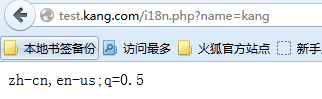 test.kang.com/i18n.php?name=kang
本地书签备份 访问最多 火狐官方站点 新手
zh-cn,en-us;q=0.5